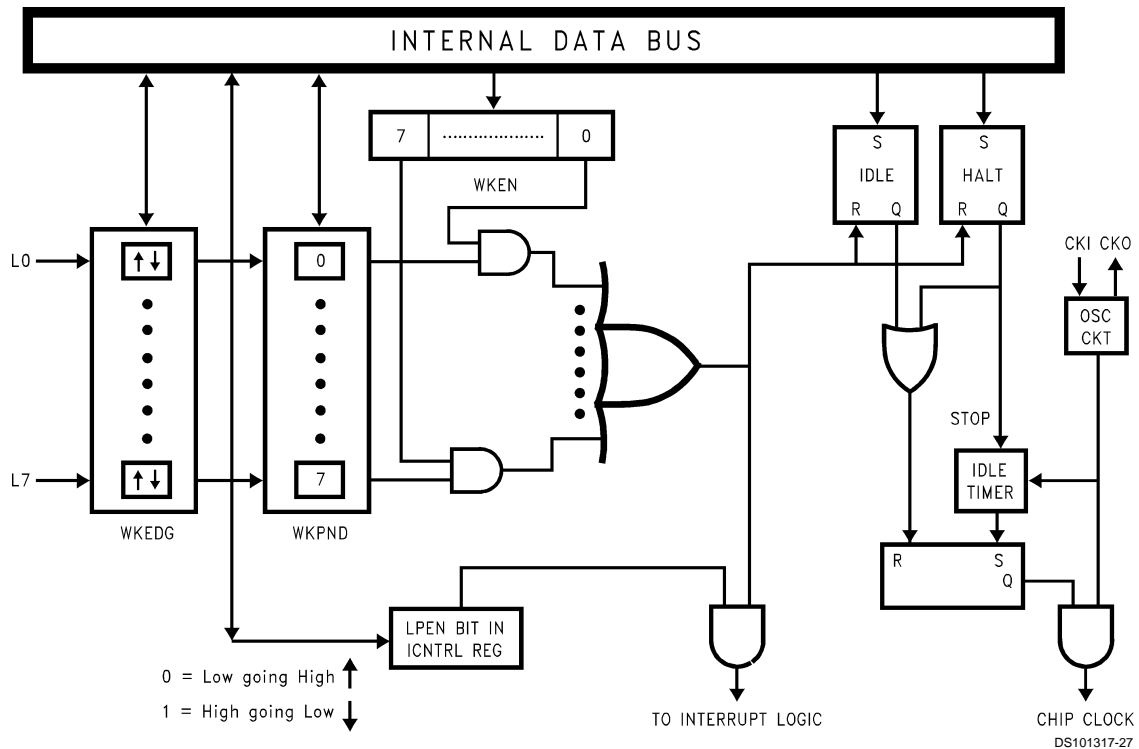 INTERNAL DATA BUS
7
0
WKEN
S
IDLE
R Q
S
HALT
R Q
CKI CKO
OSC
CKT
L0
0
STOP
IDLE
TIMER
L7
7
WKEDG
WKPND
R S
Q
LPEN BIT IN
ICNTRL REG
0 = Low going High
1 = High going Low
TO INTERRUPT LOGIC
CHIP CLOCK
DS101317-27